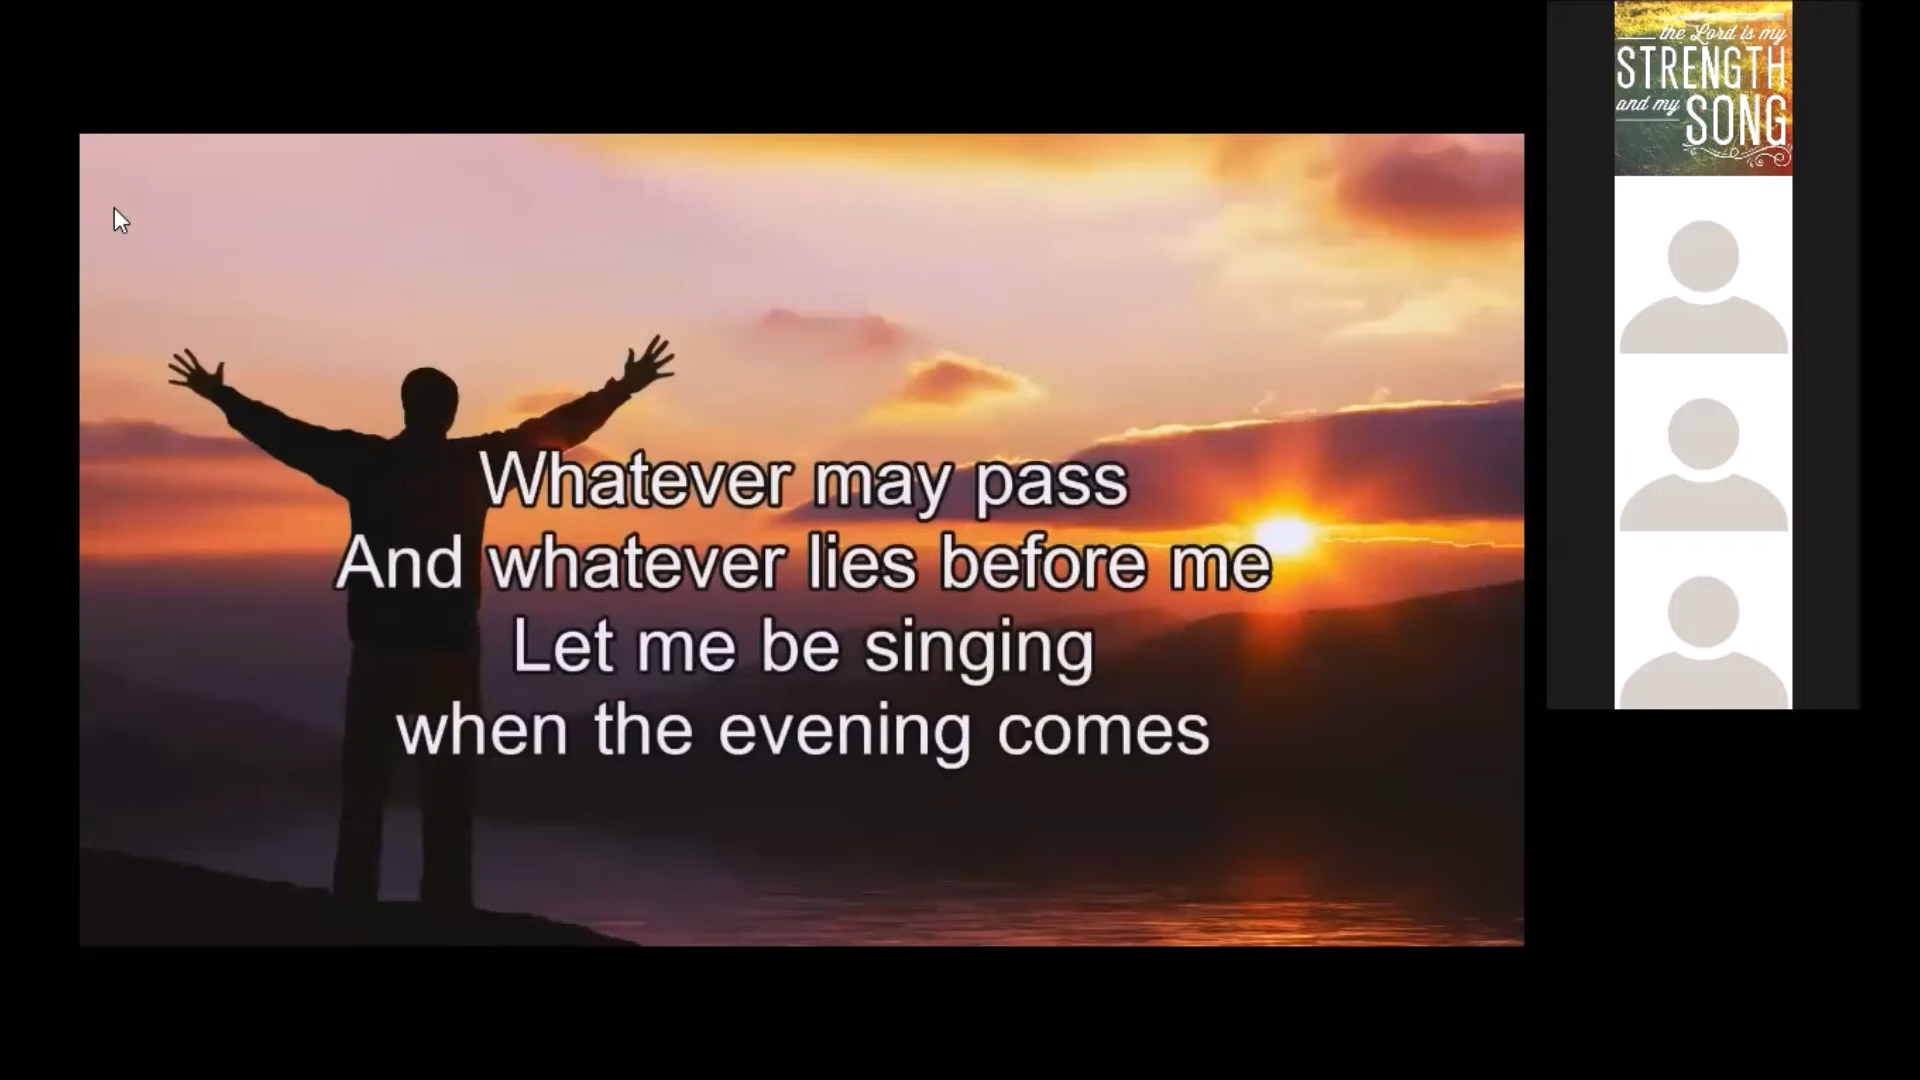 Whatever may pass
And whatever lies before me
Let me be singing
when the evening comes
the Lord is my
STRENGTH
and my SONG